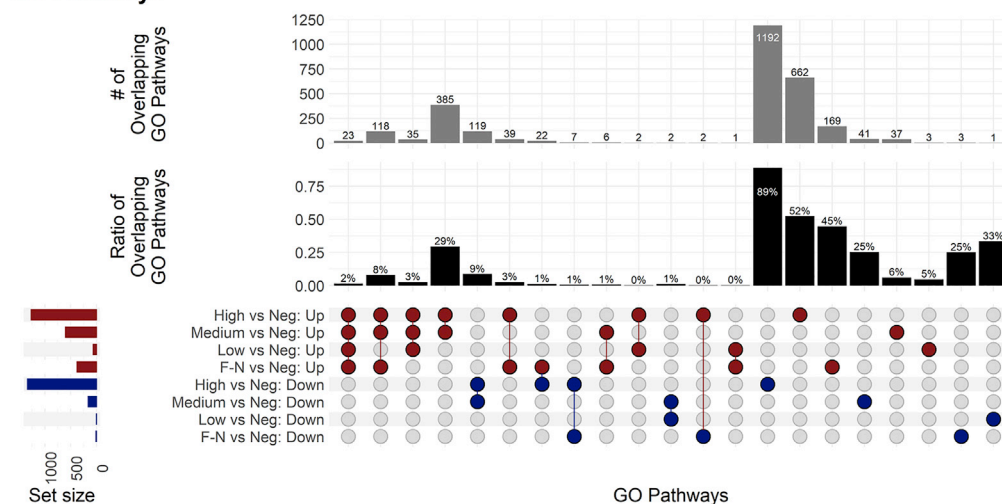 # of
Overlapping
GO Pathways
1250
1000
750
500
250
0
23 118 35 385 119 39 22 7 6 2 2 2 1 1192 662 169 41 37 3 3 1
Ratio of
Overlapping
GO Pathways
0.75
0.50
0.25
0.00
2% 8% 3% 29% 9% 3% 1% 1% 1% 0% 1% 0% 0% 89% 52% 45% 25% 6% 5% 25% 33%
High vs Neg: Up
Medium vs Neg: Up
Low vs Neg: Up
F-N vs Neg: Up
High vs Neg: Down
Medium vs Neg: Down
Low vs Neg: Down
F-N vs Neg: Down
1000 500 0
Set size
GO Pathways